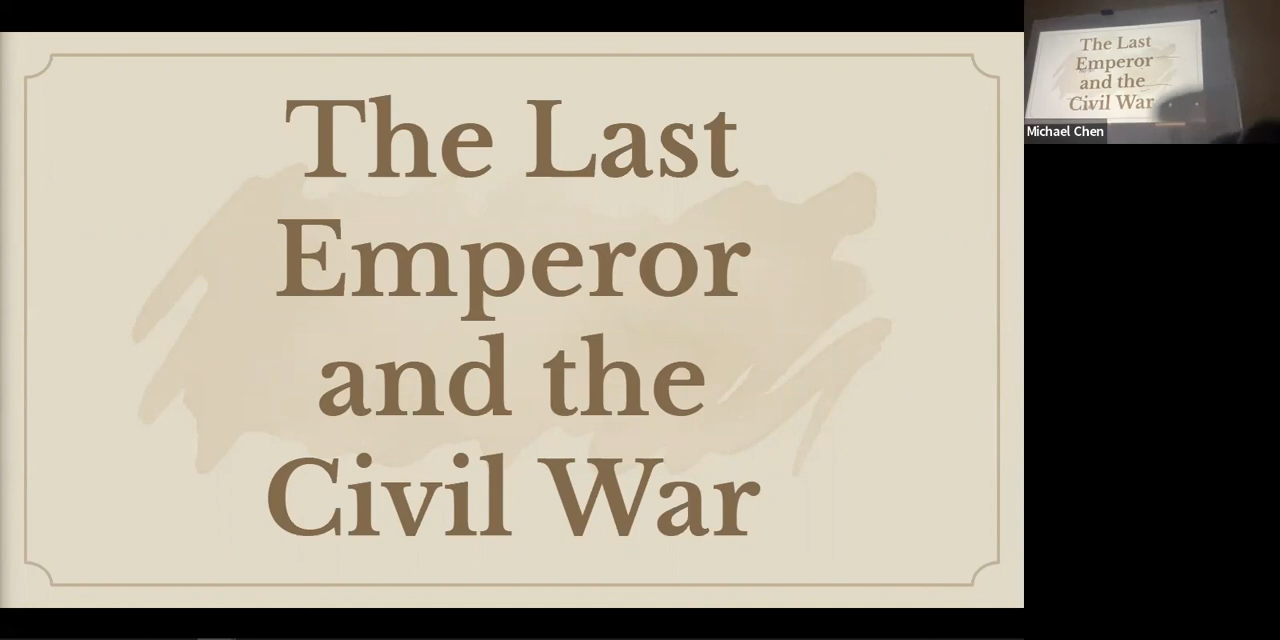 The Last
Emperor
and the
Civil War
The Last
Emperor
and the
Civil War
Michael Chen